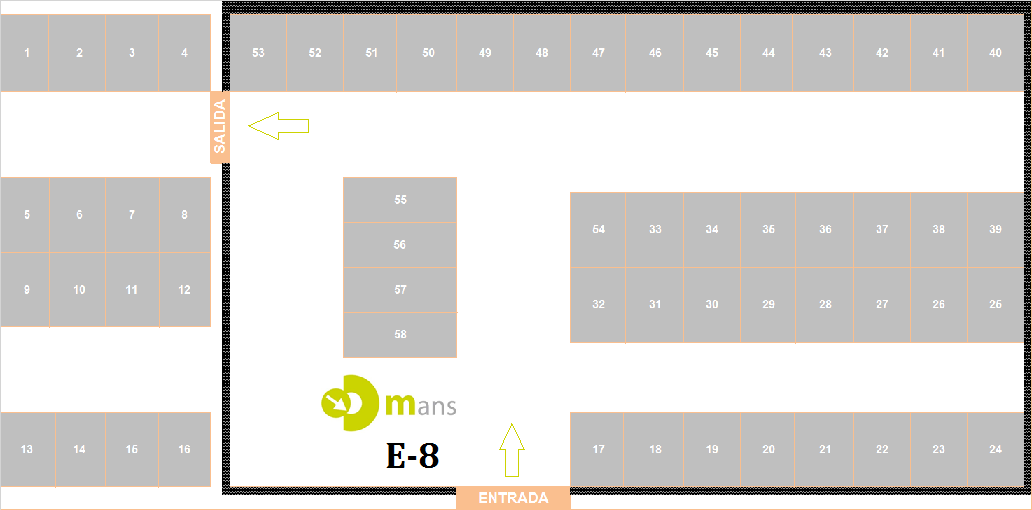 1 2 3 4 53 52 51 50 49 48 47 46 45 44 43 42 41 40
SALIDA
55
5 6 7 8 56 54 33 34 35 36 37 38 39
9 10 11 12 57 32 31 30 29 28 27 26 25
58
mans
E-8
13 14 15 16 17 18 19 20 21 22 23 24
ENTRADA